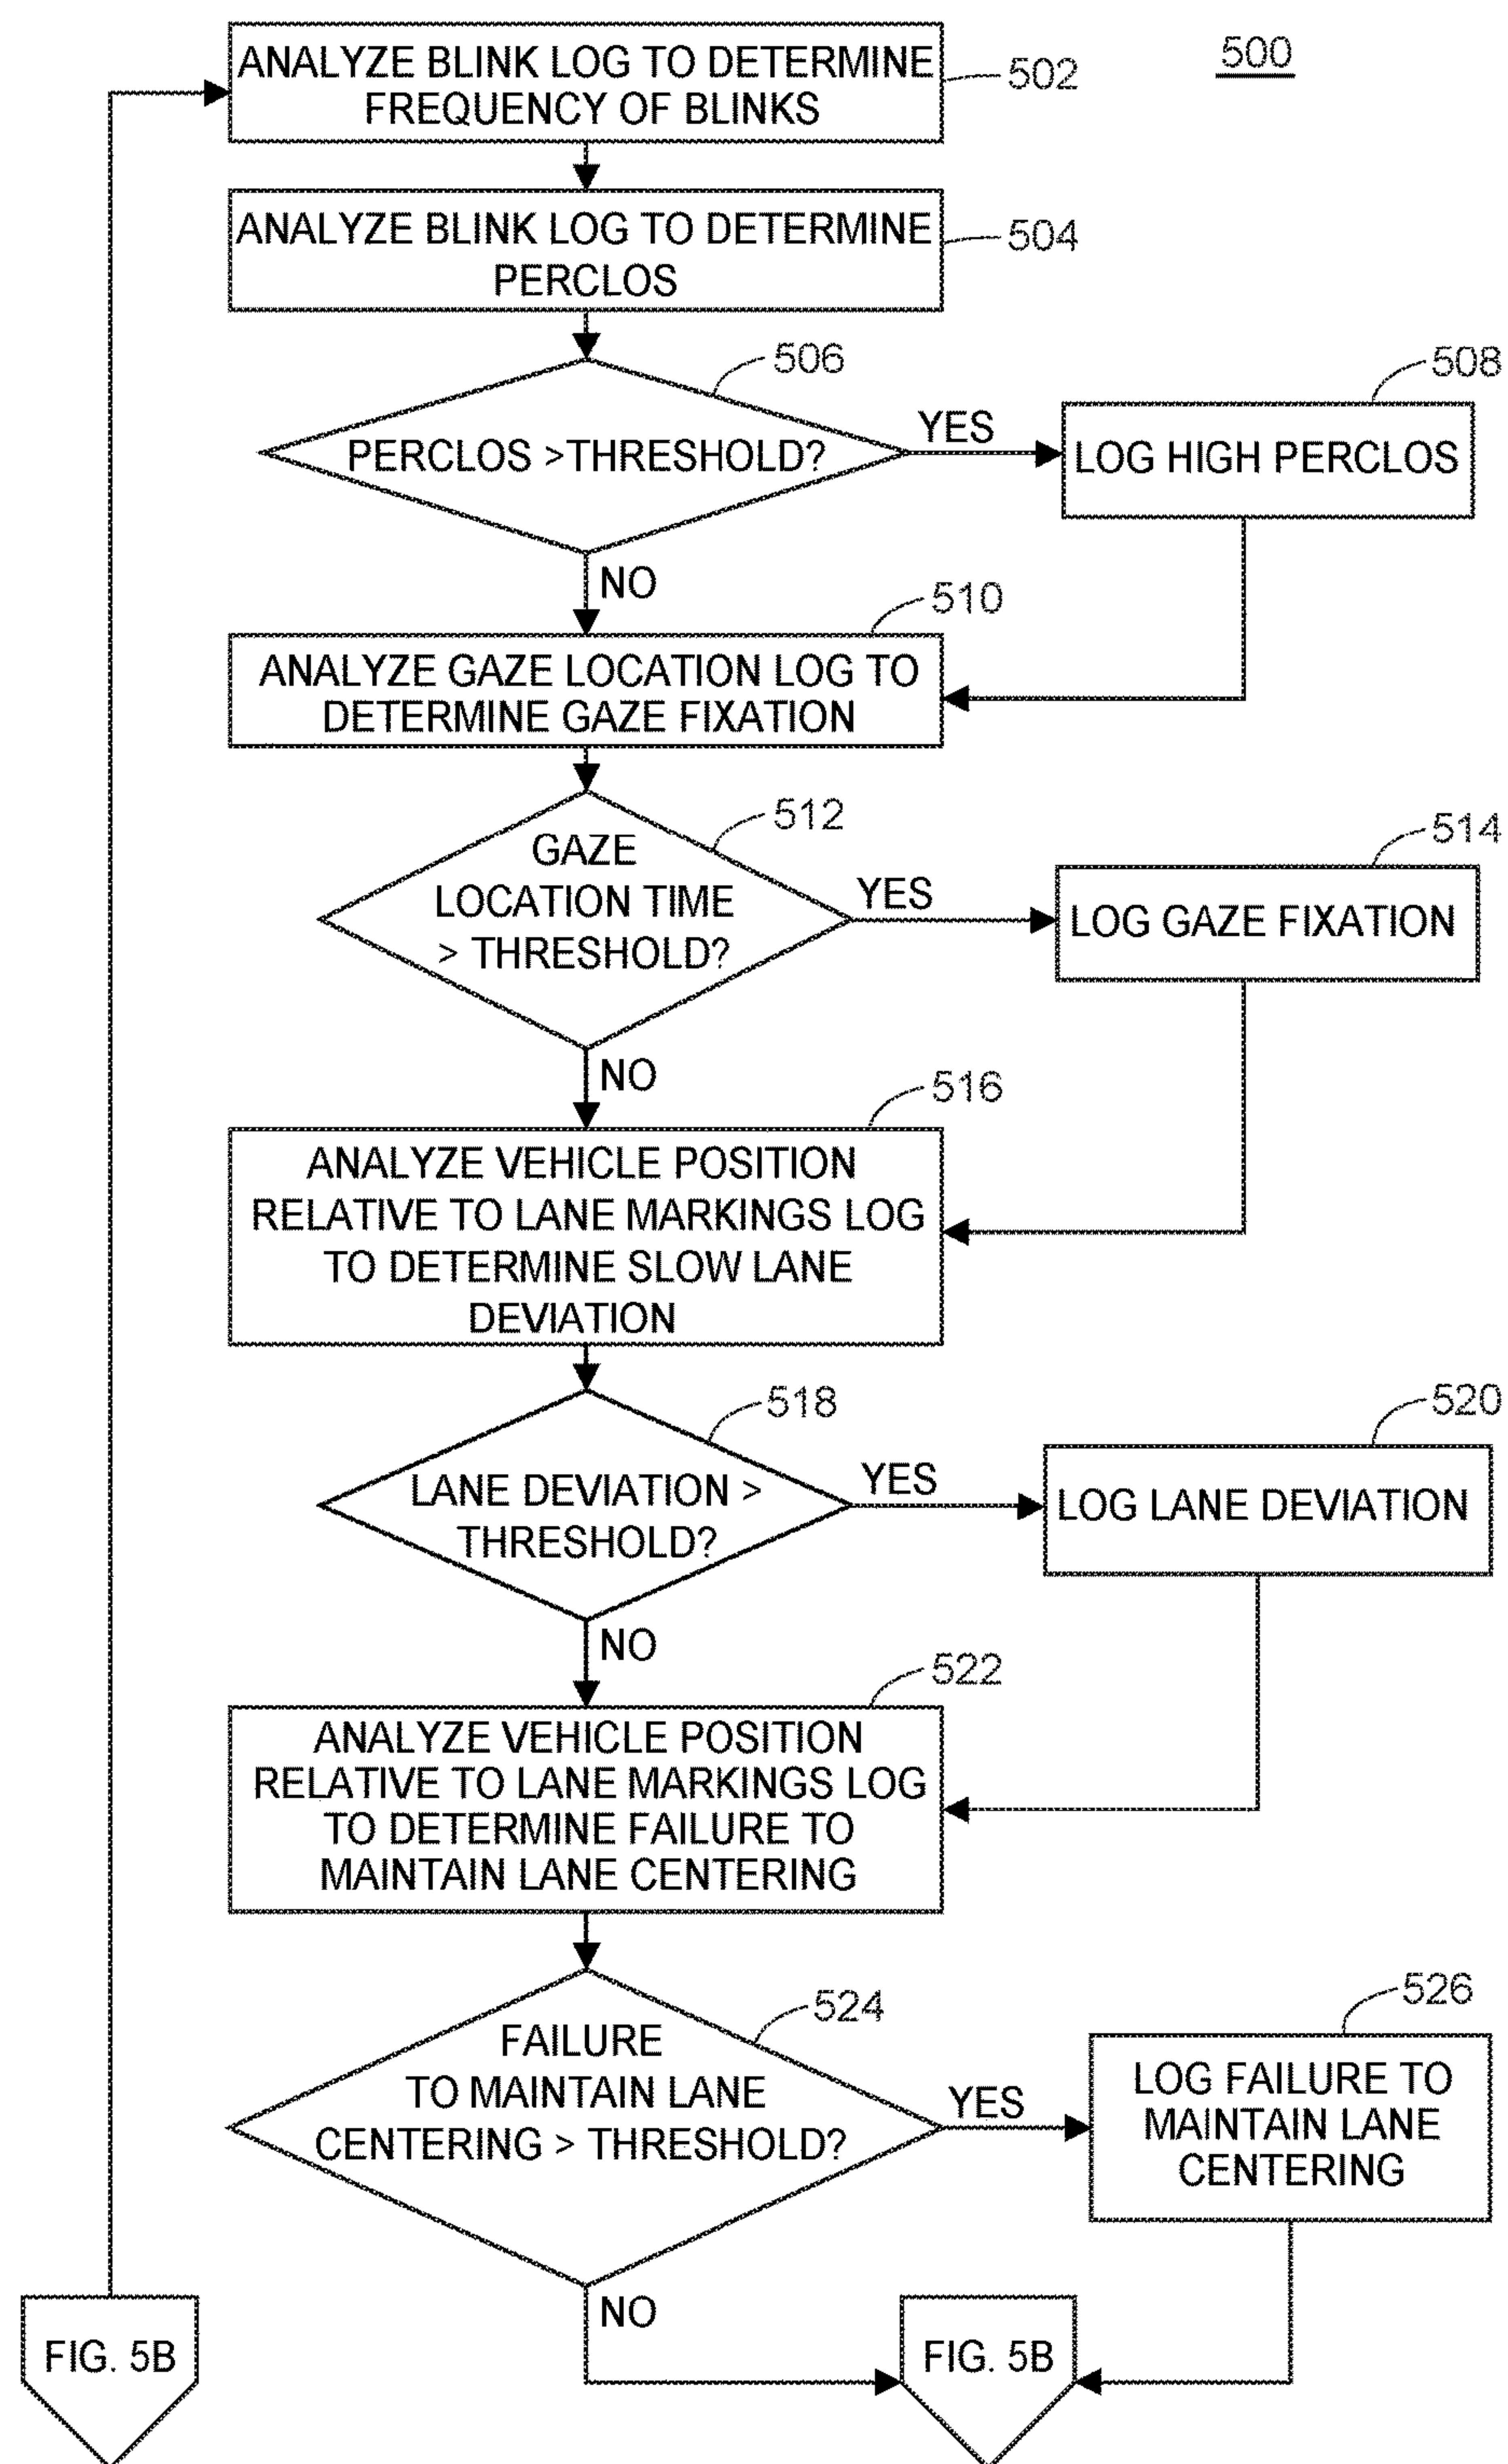 500
ANALYZE BLINK LOG TO DETERMINE
FREQUENCY OF BLINKS
502
ANALYZE BLINK LOG TO DETERMINE
PERCLOS
504
506
PERCLOS >THRESHOLD?
YES
508
LOG HIGH PERCLOS
NO
510
ANALYZE GAZE LOCATION LOG TO
DETERMINE GAZE FIXATION
512
GAZE
LOCATION TIME
> THRESHOLD?
YES
514
LOG GAZE FIXATION
NO
516
ANALYZE VEHICLE POSITION
RELATIVE TO LANE MARKINGS LOG
TO DETERMINE SLOW LANE
DEVIATION
518
LANE DEVIATION >
THRESHOLD?
YES
520
LOG LANE DEVIATION
NO
522
ANALYZE VEHICLE POSITION
RELATIVE TO LANE MARKINGS LOG
TO DETERMINE FAILURE TO
MAINTAIN LANE CENTERING
524
FAILURE
TO MAINTAIN LANE
CENTERING > THRESHOLD?
YES
526
LOG FAILURE TO
MAINTAIN LANE
CENTERING
NO
FIG. 5B
FIG. 5B